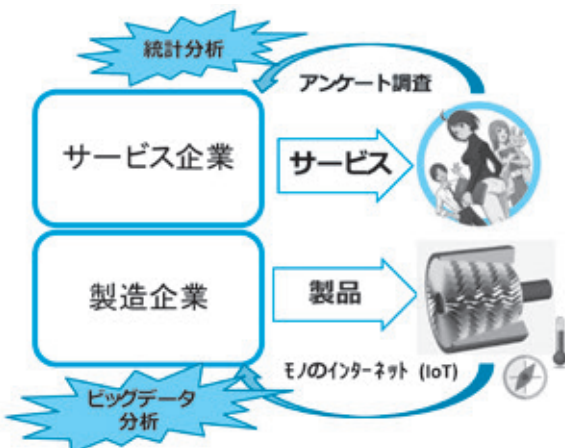 統計分析
アンケート調査
サービス企業
サービス
製造企業
製品
モノのインターネット (IoT)
ビッグデータ
分析